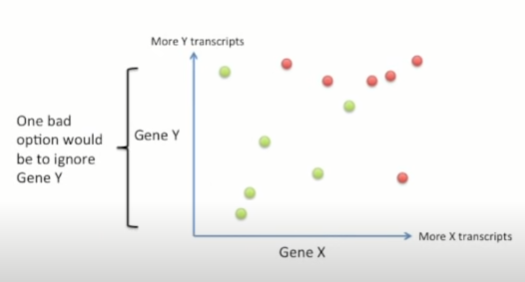 More Y transcripts
One bad
option would
be to ignore
Gene Y
Gene Y
More X transcripts
Gene X